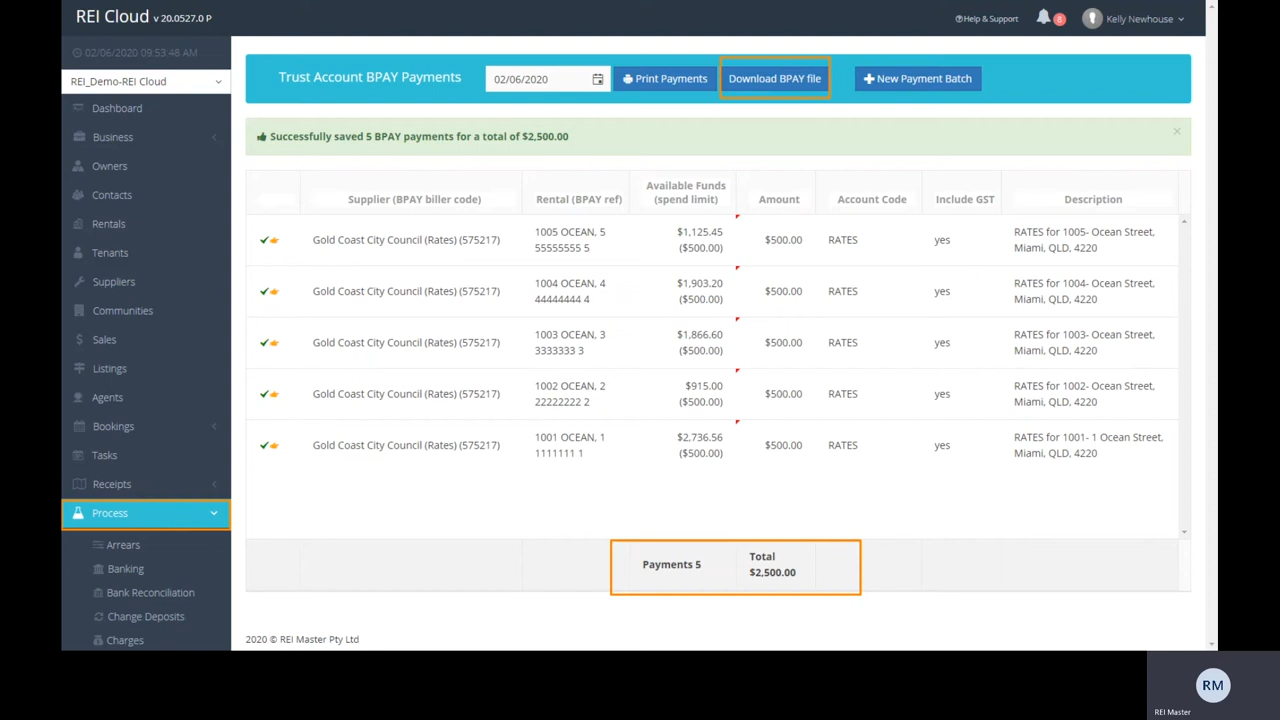 REI Cloud v 20.0527.0 P
Help & Support
8
Kelly Newhouse
02/06/2020 09:53:48 AM
REI_Demo-REI Cloud
Dashboard
Business
Owners
Contacts
Rentals
Tenants
Suppliers
Communities
Sales
Listings
Agents
Bookings
Tasks
Receipts
Process
Arrears
Banking
Bank Reconciliation
Change Deposits
Charges
Trust Account BPAY Payments
02/06/2020
Print Payments
Download BPAY file
New Payment Batch
Successfully saved 5 BPAY payments for a total of $2,500.00
×
Supplier (BPAY biller code)
Rental (BPAY ref)
Available Funds
(spend limit)
Amount
Account Code
Include GST
Description
Gold Coast City Council (Rates) (575217)
1005 OCEAN, 5
55555555 5
$1,125.45
($500.00)
$500.00
RATES
yes
RATES for 1005- Ocean Street,
Miami, QLD, 4220
Gold Coast City Council (Rates) (575217)
1004 OCEAN, 4
44444444 4
$1,903.20
($500.00)
$500.00
RATES
yes
RATES for 1004- Ocean Street,
Miami, QLD, 4220
Gold Coast City Council (Rates) (575217)
1003 OCEAN, 3
3333333 3
$1,866.60
($500.00)
$500.00
RATES
yes
RATES for 1003- Ocean Street,
Miami, QLD, 4220
Gold Coast City Council (Rates) (575217)
1002 OCEAN, 2
22222222 2
$915.00
($500.00)
$500.00
RATES
yes
RATES for 1002- Ocean Street,
Miami, QLD, 4220
Gold Coast City Council (Rates) (575217)
1001 OCEAN, 1
1111111 1
$2,736.56
($500.00)
$500.00
RATES
yes
RATES for 1001- 1 Ocean Street,
Miami, QLD, 4220
Payments 5
Total
$2,500.00
2020 © REI Master Pty Ltd
RM
REI Master